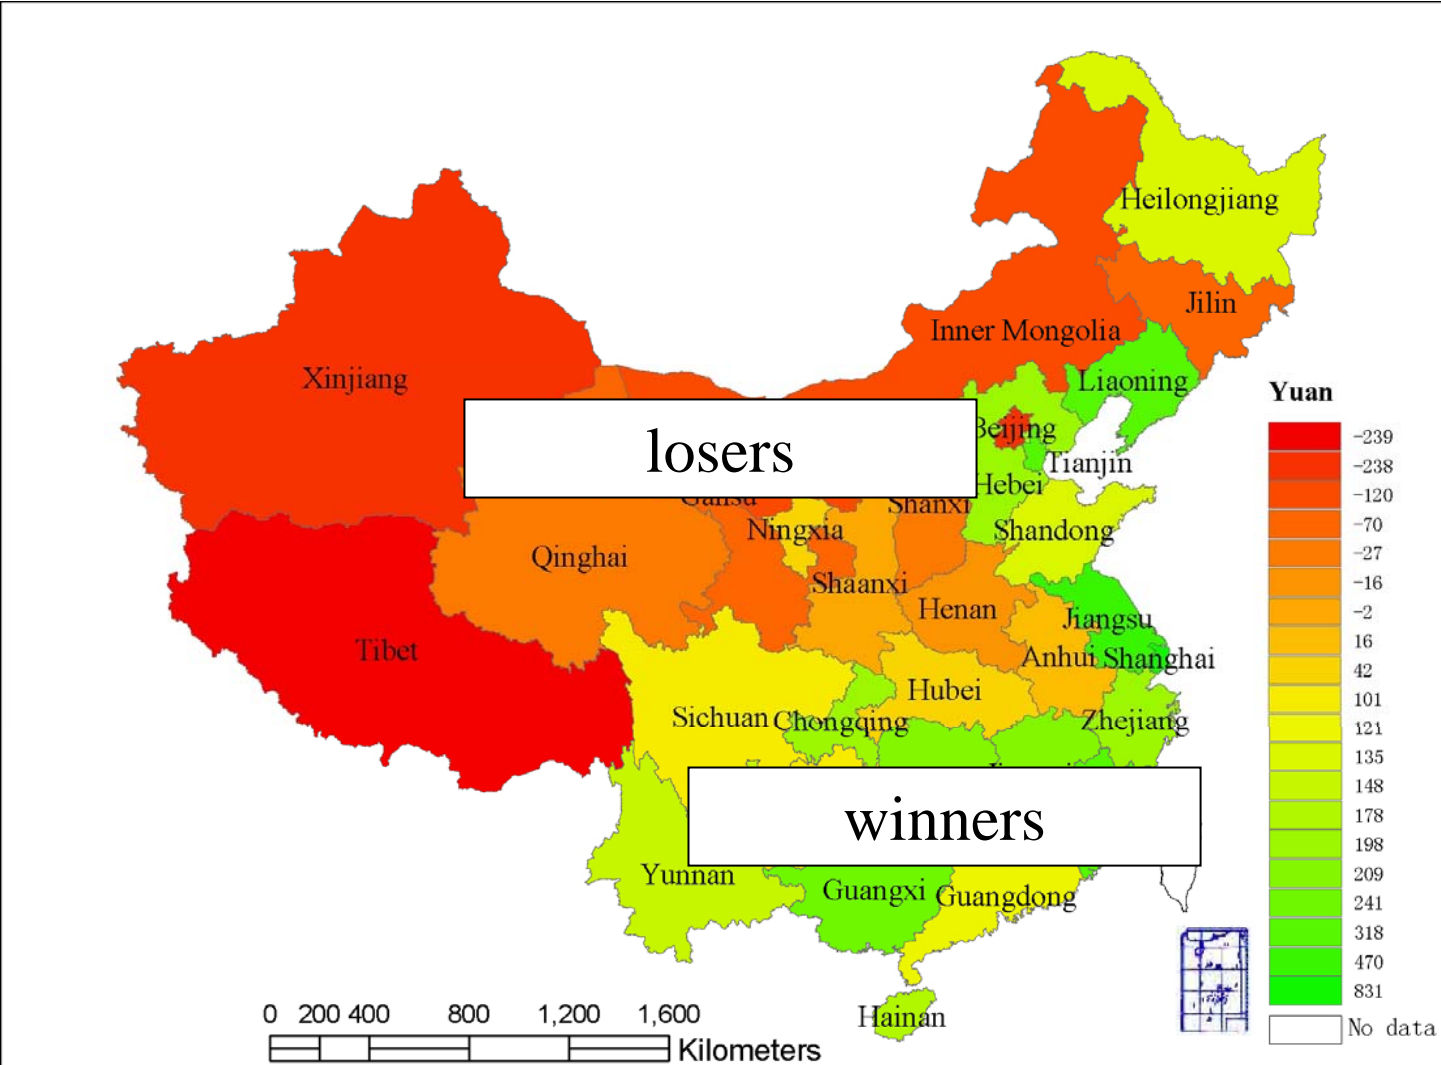 Heilongjiang
Jilin
Inner Mongolia
Liaoning
Xinjiang
Beijing
Tianjin
Hebei
losers
Gansu
Shanxi
Shandong
Ningxia
Qinghai
Shaanxi
Henan
Jiangsu
Tibet
Anhui
Shanghai
Hubei
Sichuan
Chongqing
Zhejiang
winners
Yunnan
Guangxi
Guangdong
Hainan
Yuan
-239
-238
-120
-70
-27
-16
-2
16
42
101
121
135
148
178
198
209
241
318
470
831
No data
0 200 400 800 1,200 1,600
Kilometers